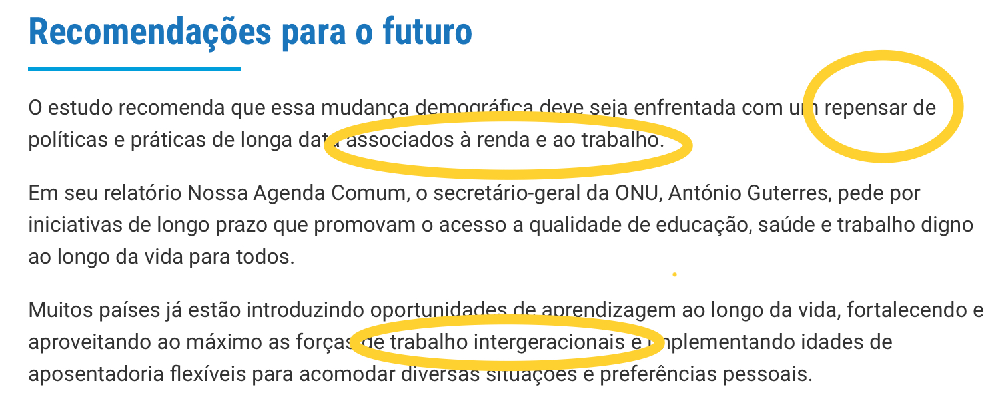 Recomendações para o futuro
O estudo recomenda que essa mudança demográfica deve seja enfrentada com um repensar de
políticas e práticas de longa data associados à renda e ao trabalho.
Em seu relatório Nossa Agenda Comum, o secretário-geral da ONU, António Guterres, pede por
iniciativas de longo prazo que promovam o acesso a qualidade de educação, saúde e trabalho digno
ao longo da vida para todos.
Muitos países já estão introduzindo oportunidades de aprendizagem ao longo da vida, fortalecendo e
aproveitando ao máximo as forças de trabalho intergeracionais e implementando idades de
aposentadoria flexíveis para acomodar diversas situações e preferências pessoais.